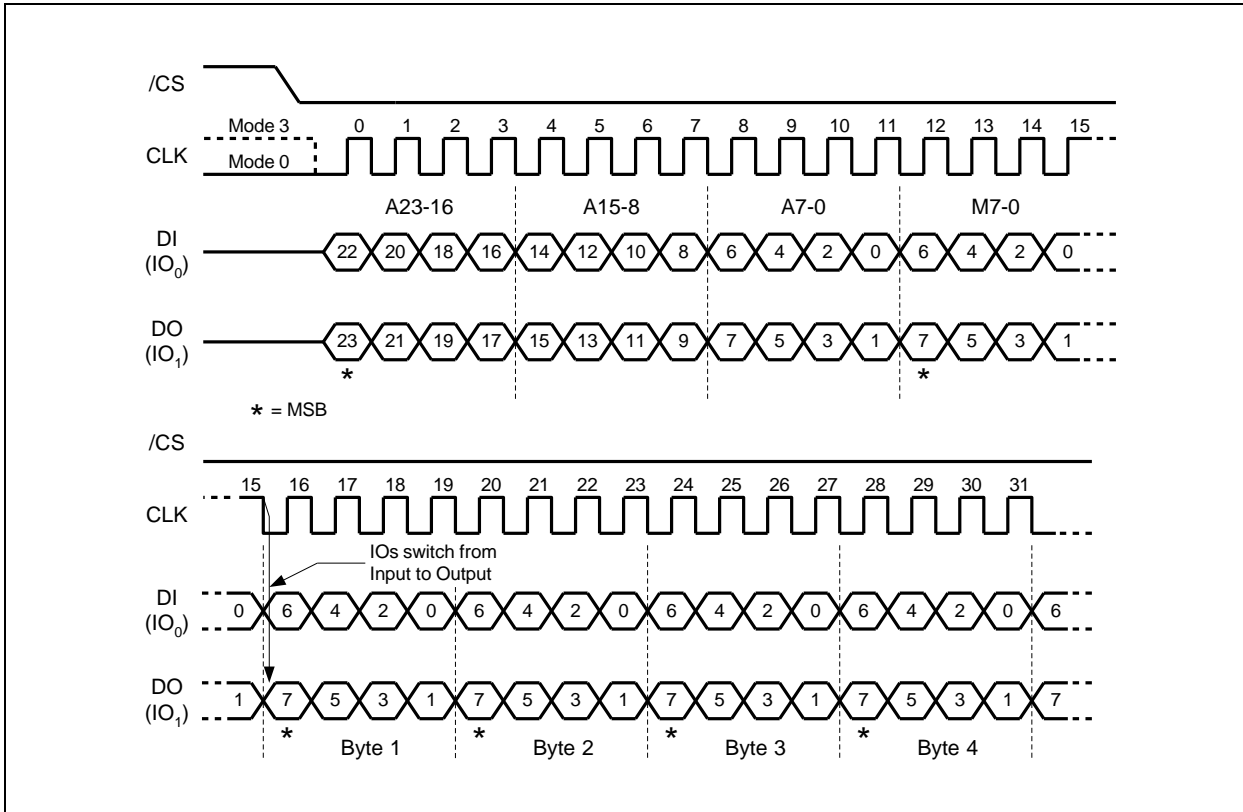 /CS
Mode 3 0 1 2 3 4 5 6 7 8 9 10 11 12 13 14 15
CLK
Mode 0
A23-16 A15-8 A7-0 M7-0
DI
(IO0) 22 20 18 16 14 12 10 8 6 4 2 0 6 4 2 0
DO
(IO1) 23 21 19 17 15 13 11 9 7 5 3 1 7 5 3 1
* *
* = MSB
/CS
15 16 17 18 19 20 21 22 23 24 25 26 27 28 29 30 31
CLK
IOs switch from
Input to Output
DI
(IO0) 0 6 4 2 0 6 4 2 0 6 4 2 0 6 4 2 0 6
DO
(IO1) 1 7 5 3 1 7 5 3 1 7 5 3 1 7 5 3 1 7
* * * *
Byte 1 Byte 2 Byte 3 Byte 4